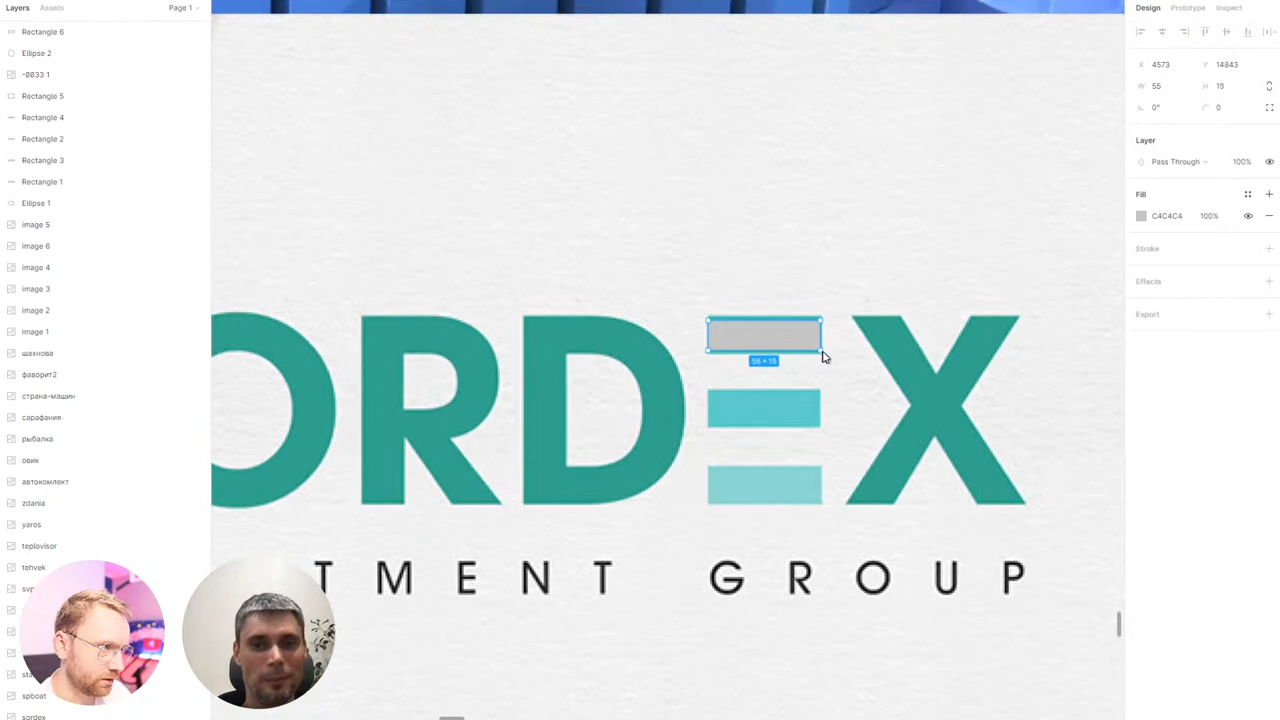 Layers Assets Page 1
Rectangle 6
Ellipse 2
-0033 1
Rectangle 5
Rectangle 4
Rectangle 2
Rectangle 3
Rectangle 1
Ellipse 1
image 5
image 6
image 4
image 3
image 2
image 1
шахнова
фаворит2
страна-машин
сарафания
рыбалка
овик
автокомлект
zdania
yaros
teplovisor
tehvek
spboat
sordex
ORDEX
55 × 15
TMENT GROUP
Design Prototype Inspect
X 4573 Y 14843
W 55 H 15
0° 0
Layer
Pass Through 100%
Fill
C4C4C4 100%
Stroke
Effects
Export